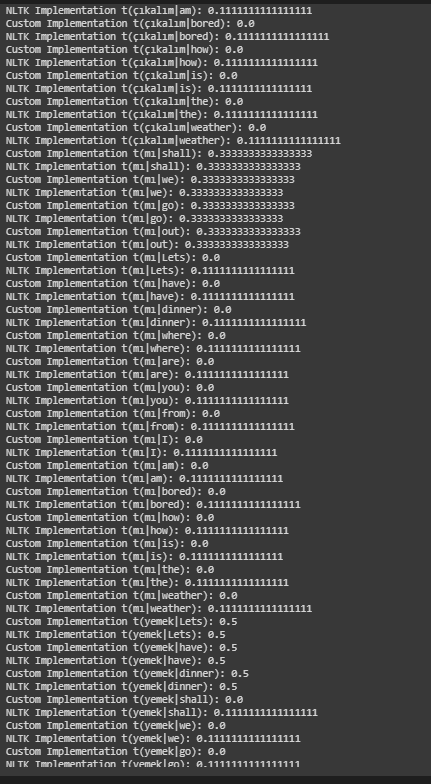 NLTK Implementation t(çıkalım|am): 0.1111111111111111
Custom Implementation t(çıkalım|bored): 0.0
NLTK Implementation t(çıkalım|bored): 0.1111111111111111
Custom Implementation t(çıkalım|how): 0.0
NLTK Implementation t(çıkalım|how): 0.1111111111111111
Custom Implementation t(çıkalım|is): 0.0
NLTK Implementation t(çıkalım|is): 0.1111111111111111
Custom Implementation t(çıkalım|the): 0.0
NLTK Implementation t(çıkalım|the): 0.1111111111111111
Custom Implementation t(çıkalım|weather): 0.0
NLTK Implementation t(çıkalım|weather): 0.1111111111111111
Custom Implementation t(mı|shall): 0.3333333333333333
NLTK Implementation t(mı|shall): 0.3333333333333333
Custom Implementation t(mı|we): 0.3333333333333333
NLTK Implementation t(mı|we): 0.3333333333333333
Custom Implementation t(mı|go): 0.3333333333333333
NLTK Implementation t(mı|go): 0.3333333333333333
Custom Implementation t(mı|out): 0.3333333333333333
NLTK Implementation t(mı|out): 0.3333333333333333
Custom Implementation t(mı|Lets): 0.0
NLTK Implementation t(mı|Lets): 0.1111111111111111
Custom Implementation t(mı|have): 0.0
NLTK Implementation t(mı|have): 0.1111111111111111
Custom Implementation t(mı|dinner): 0.0
NLTK Implementation t(mı|dinner): 0.1111111111111111
Custom Implementation t(mı|where): 0.0
NLTK Implementation t(mı|where): 0.1111111111111111
Custom Implementation t(mı|are): 0.0
NLTK Implementation t(mı|are): 0.1111111111111111
Custom Implementation t(mı|you): 0.0
NLTK Implementation t(mı|you): 0.1111111111111111
Custom Implementation t(mı|from): 0.0
NLTK Implementation t(mı|from): 0.1111111111111111
Custom Implementation t(mı|I): 0.0
NLTK Implementation t(mı|I): 0.1111111111111111
Custom Implementation t(mı|am): 0.0
NLTK Implementation t(mı|am): 0.1111111111111111
Custom Implementation t(mı|bored): 0.0
NLTK Implementation t(mı|bored): 0.1111111111111111
Custom Implementation t(mı|how): 0.0
NLTK Implementation t(mı|how): 0.1111111111111111
Custom Implementation t(mı|is): 0.0
NLTK Implementation t(mı|is): 0.1111111111111111
Custom Implementation t(mı|the): 0.0
NLTK Implementation t(mı|the): 0.1111111111111111
Custom Implementation t(mı|weather): 0.0
NLTK Implementation t(mı|weather): 0.1111111111111111
Custom Implementation t(yemek|Lets): 0.5
NLTK Implementation t(yemek|Lets): 0.5
Custom Implementation t(yemek|have): 0.5
NLTK Implementation t(yemek|have): 0.5
Custom Implementation t(yemek|dinner): 0.5
NLTK Implementation t(yemek|dinner): 0.5
Custom Implementation t(yemek|shall): 0.0
NLTK Implementation t(yemek|shall): 0.1111111111111111
Custom Implementation t(yemek|we): 0.0
NLTK Implementation t(yemek|we): 0.1111111111111111
Custom Implementation t(yemek|go): 0.0
NLTK Implementation t(yemek|go): 0.1111111111111111